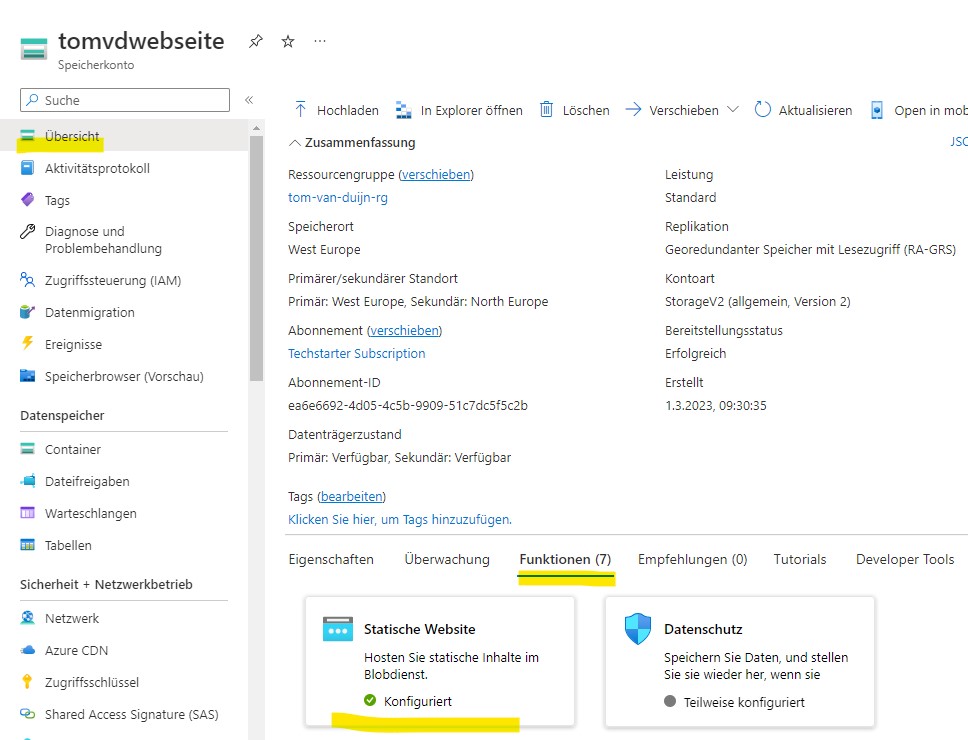 tomvdwebseite
Speicherkonto
Suche
Übersicht
Aktivitätsprotokoll
Tags
Diagnose und
Problembehandlung
Zugriffssteuerung (IAM)
Datenmigration
Ereignisse
Speicherbrowser (Vorschau)
Datenspeicher
Container
Dateifreigaben
Warteschlangen
Tabellen
Sicherheit + Netzwerkbetrieb
Netzwerk
Azure CDN
Zugriffsschlüssel
Shared Access Signature (SAS)
Hochladen In Explorer öffnen Löschen Verschieben Aktualisieren Open in mob
Zusammenfassung JSO
Ressourcengruppe (verschieben)
tom-van-duijn-rg
Speicherort
West Europe
Primärer/sekundärer Standort
Primär: West Europe, Sekundär: North Europe
Abonnement (verschieben)
Techstarter Subscription
Abonnement-ID
ea6e6692-4d05-4c5b-9909-51c7dc5f5c2b
Datenträgerzustand
Primär: Verfügbar, Sekundär: Verfügbar
Leistung
Standard
Replikation
Georedundanter Speicher mit Lesezugriff (RA-GRS)
Kontoart
StorageV2 (allgemein, Version 2)
Bereitstellungsstatus
Erfolgreich
Erstellt
1.3.2023, 09:30:35
Tags (bearbeiten)
Klicken Sie hier, um Tags hinzuzufügen.
Eigenschaften Überwachung Funktionen (7) Empfehlungen (0) Tutorials Developer Tools
Statische Website
Hosten Sie statische Inhalte im
Blobdienst.
Konfiguriert
Datenschutz
Speichern Sie Daten, und stellen
Sie sie wieder her, wenn sie
Teilweise konfiguriert